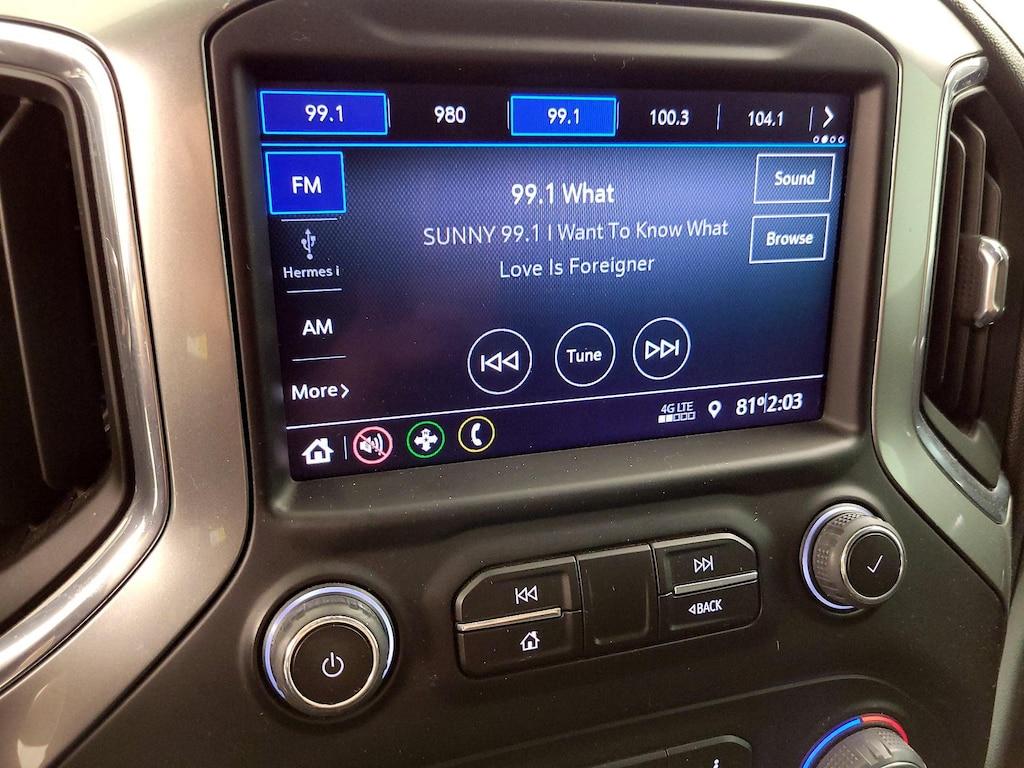 99.1 980 99.1 100.3 104.1
FM
Hermes i
AM
More
99.1 What
SUNNY 99.1 I Want To Know What
Love Is Foreigner
Sound
Browse
Tune
4G LTE
81° 2:03
BACK